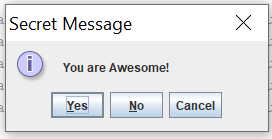 Secret Message
You are Awesome!
Yes No Cancel